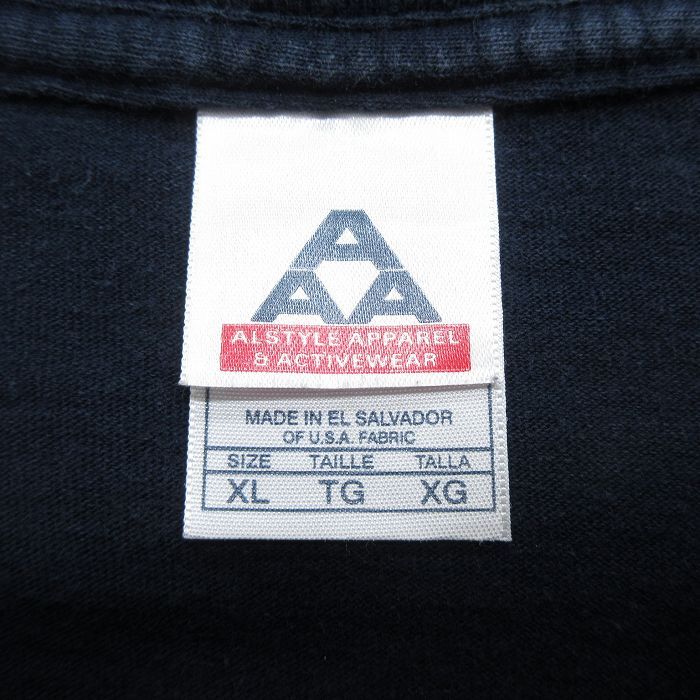 A
A A
ALSTYLE APPAREL
& ACTIVEWEAR
MADE IN EL SALVADOR
OF U.S.A. FABRIC
SIZE TAILLE TALLA
XL TG XG